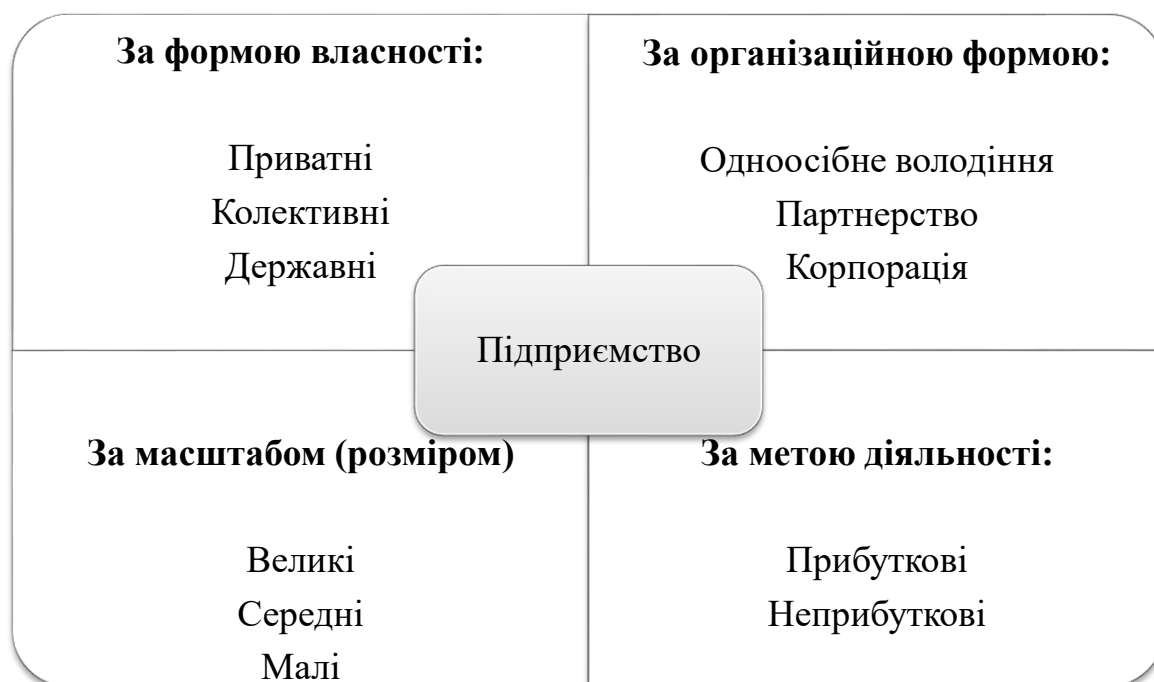 За формою власності:
Приватні
Колективні
Державні
За організаційною формою:
Одноосібне володіння
Партнерство
Корпорація
Підприємство
За масштабом (розміром)
Великі
Середні
Малі
За метою діяльності:
Прибуткові
Неприбуткові